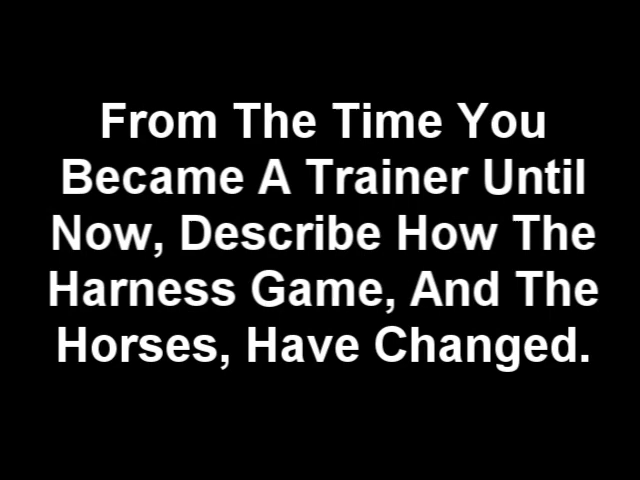 From The Time You
Became A Trainer Until
Now, Describe How The
Harness Game, And The
Horses, Have Changed.